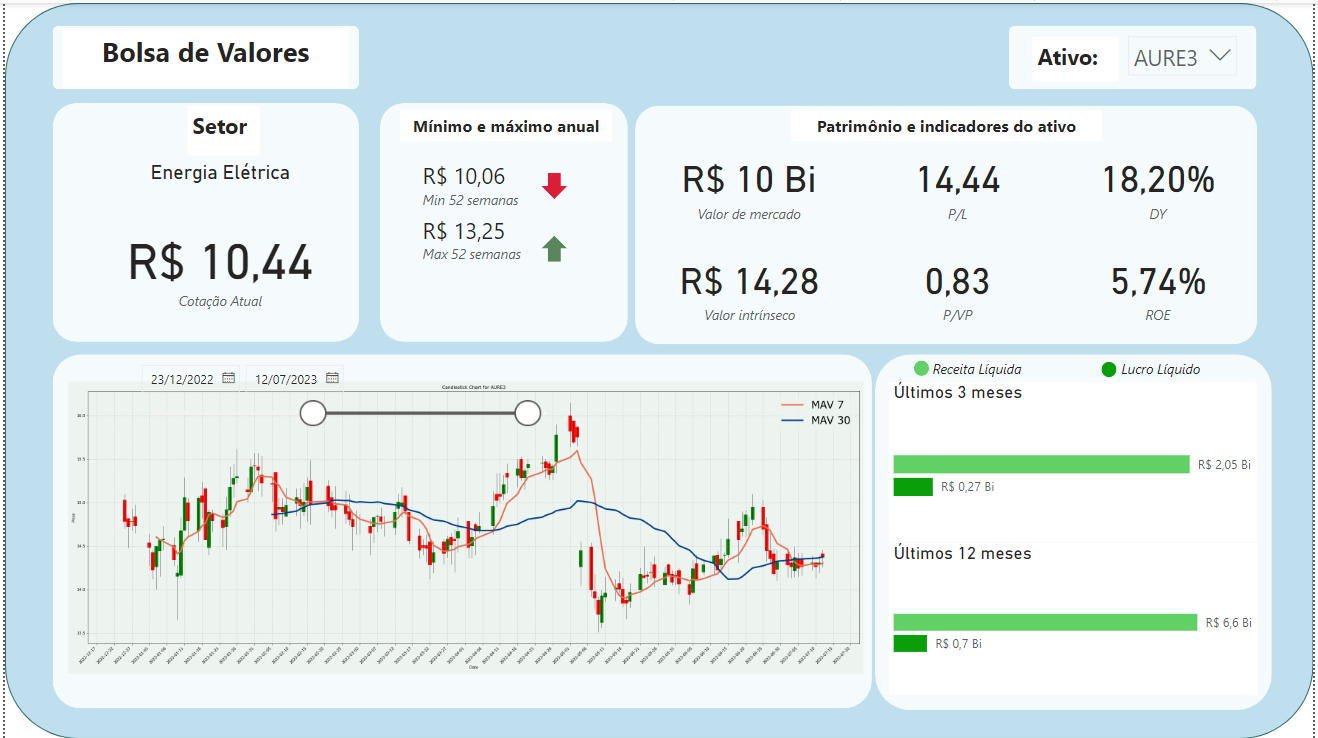 Bolsa de Valores
Ativo:
AURE3
Setor
Energia Elétrica
R$ 10,44
Cotação Atual
Mínimo e máximo anual
R$ 10,06
Min 52 semanas
R$ 13,25
Max 52 semanas
Patrimônio e indicadores do ativo
R$ 10 Bi
Valor de mercado
14,44
P/L
18,20%
DY
R$ 14,28
Valor intrínseco
0,83
P/VP
5,74%
ROE
23/12/2022
12/07/2023
Candlestick Chart for AURE3
MAV 7
MAV 30
Price
Date
Receita Líquida
Lucro Líquido
Últimos 3 meses
R$ 2,05 Bi
R$ 0,27 Bi
Últimos 12 meses
R$ 6,6 Bi
R$ 0,7 Bi